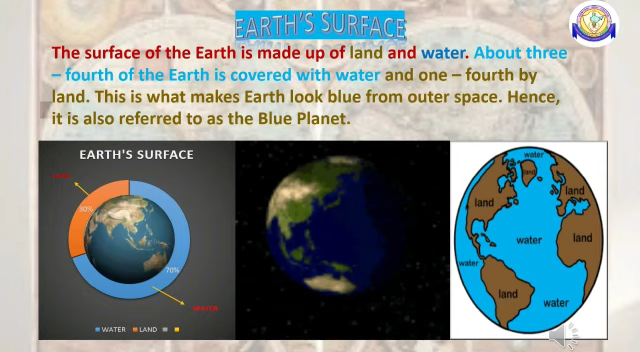 EARTH'S SURFACE
The surface of the Earth is made up of land and water. About three
– fourth of the Earth is covered with water and one – fourth by
land. This is what makes Earth look blue from outer space. Hence,
it is also referred to as the Blue Planet.
EARTH'S SURFACE
30%
70%
WATER
WATER LAND
water
land
land
land
water
land
water
land
water